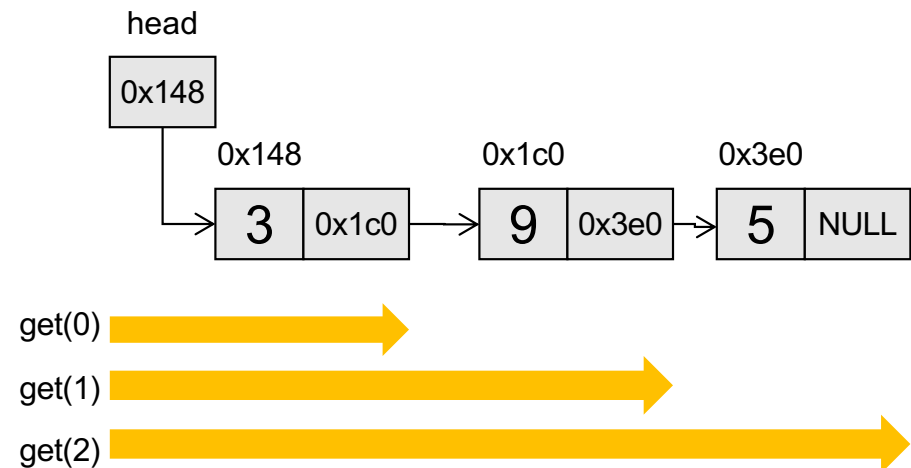 head
0x148
0x148 0x1c0 0x3e0
3 0x1c0 9 0x3e0 5 NULL
get(0)
get(1)
get(2)